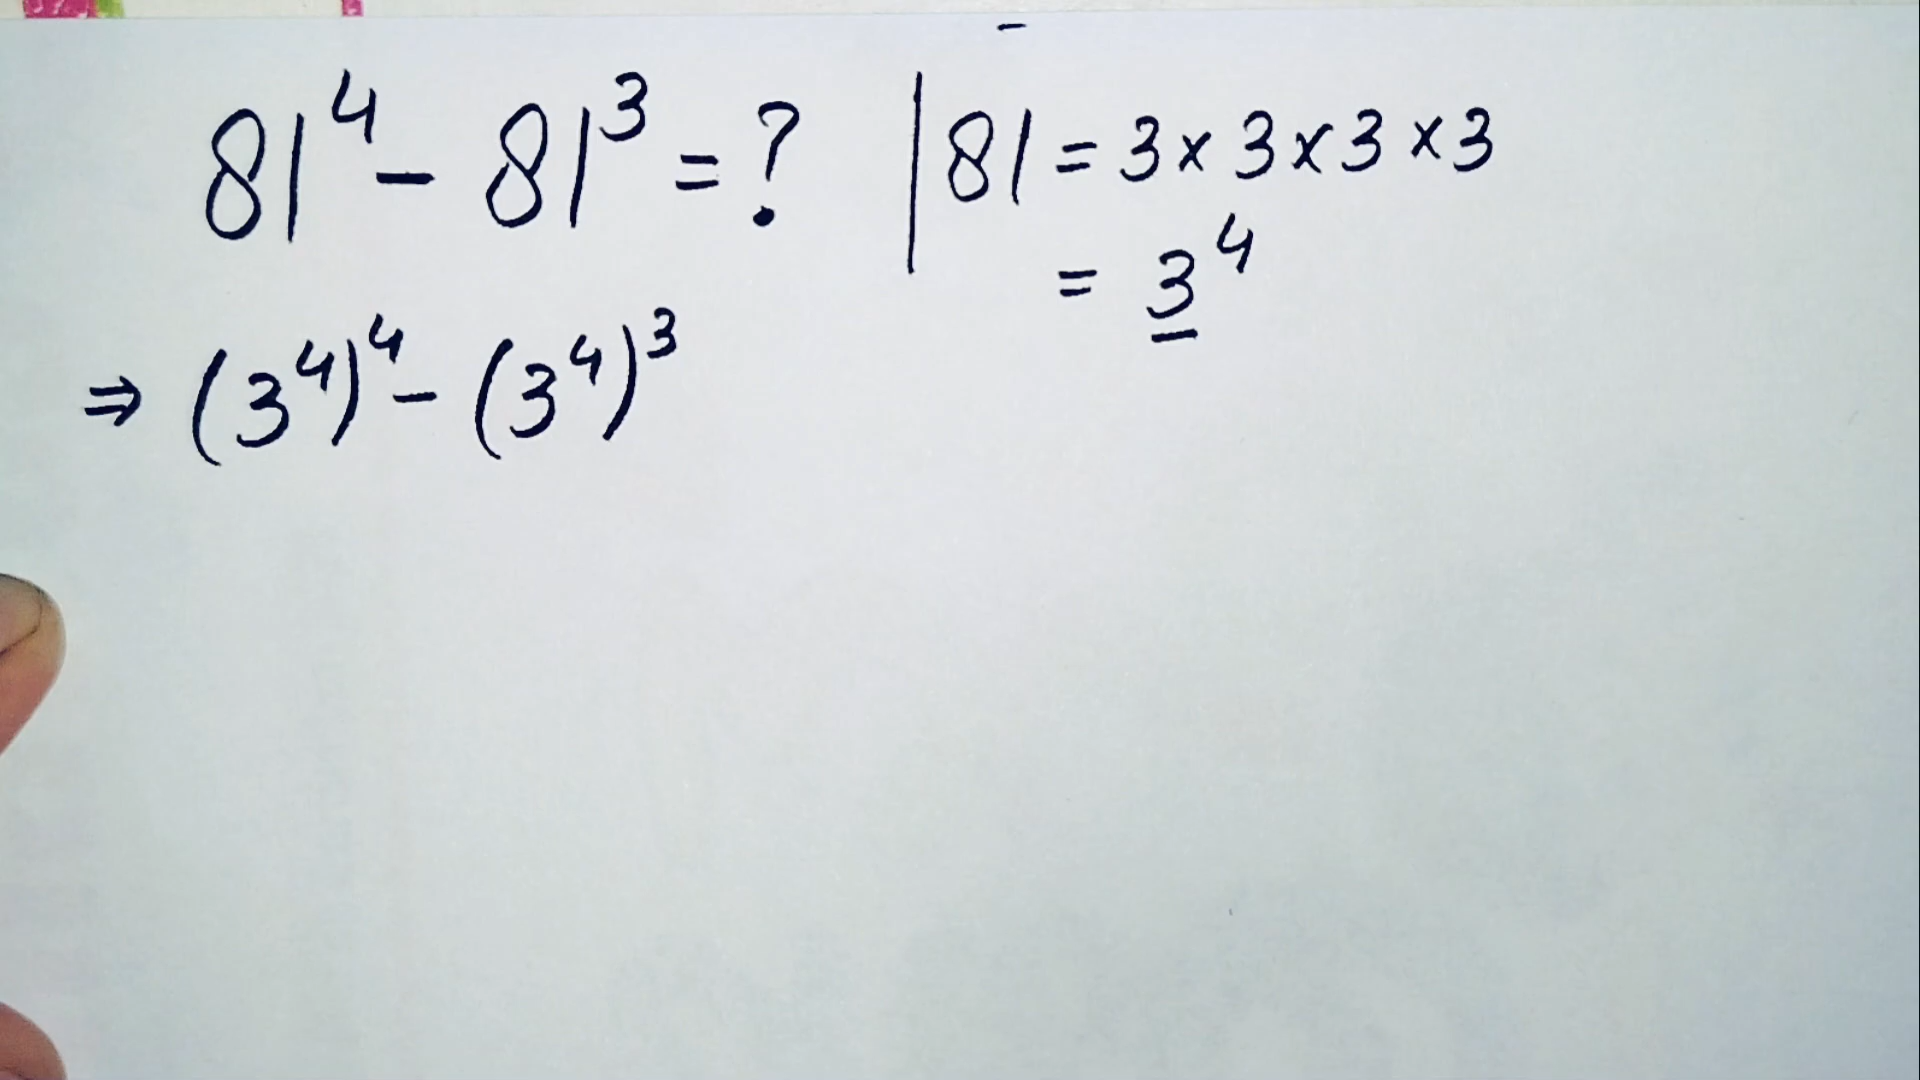 81⁴ - 81³ = ? | 81 = 3 × 3 × 3 × 3
= 3⁴
⇒ (3⁴)⁴ - (3⁴)³